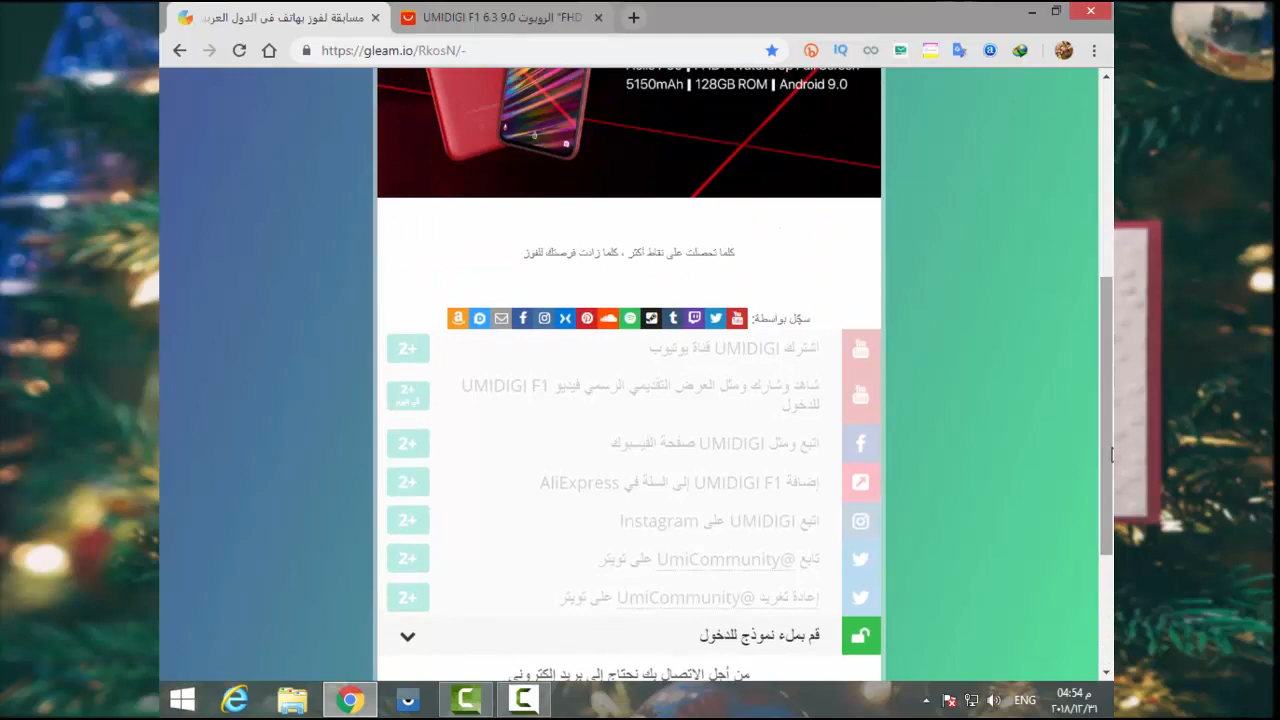 مسابقة لفوز بهاتف في الدول العربي
UMIDIGI F1 6.3 9.0 الروبوت "FHD
https://gleam.io/RkosN/-
5150mAh ‖ 128GB ROM ‖ Android 9.0
كلما تحصلت على نقاط أكثر ، كلما زادت فرصتك للفوز
سجّل بواسطة:
اشترك UMIDIGI قناة يوتيوب
+2
شاهد وشارك ومثل العرض التقديمي الرسمي فيديو UMIDIGI F1
للدخول
+2
اتبع ومثل UMIDIGI صفحة الفيسبوك
+2
إضافة UMIDIGI F1 إلى السلة في AliExpress
+2
اتبع UMIDIGI على Instagram
+2
تابع @UmiCommunity على تويتر
+2
إعادة تغريد @UmiCommunity على تويتر
+2
قم بملء نموذج للدخول
من أجل الاتصال بك نحتاج إلى بريد إلكتروني
ENG
04:54 م
٢٠١٨/١٢/٣١